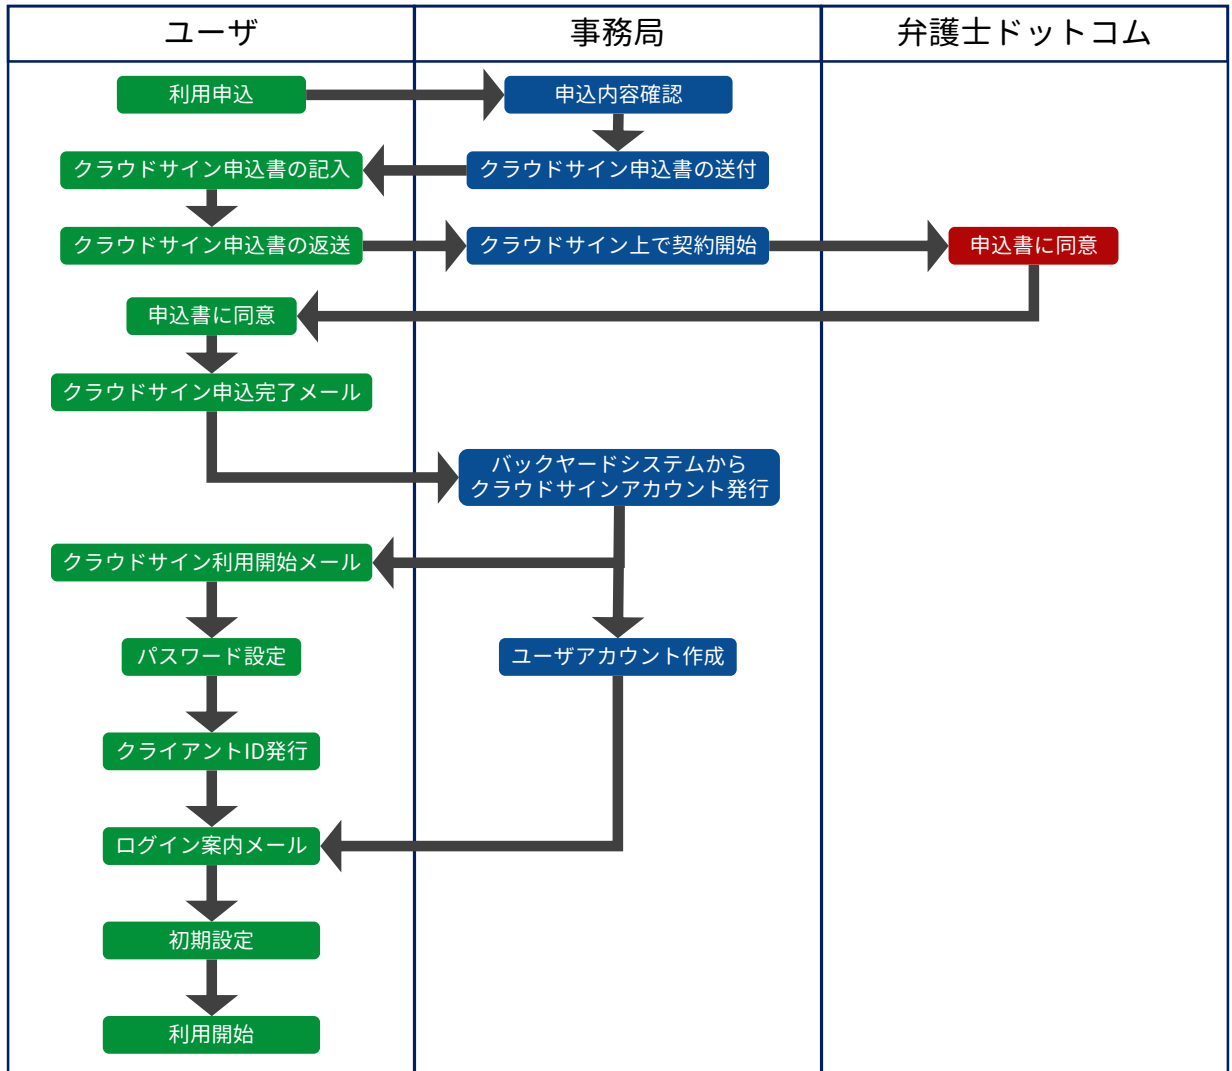 ユーザ
事務局
弁護士ドットコム
利用申込
申込内容確認
クラウドサイン申込書の記入
クラウドサイン申込書の送付
クラウドサイン申込書の返送
クラウドサイン上で契約開始
申込書に同意
申込書に同意
クラウドサイン申込完了メール
バックヤードシステムから
クラウドサインアカウント発行
クラウドサイン利用開始メール
パスワード設定
ユーザアカウント作成
クライアントID発行
ログイン案内メール
初期設定
利用開始